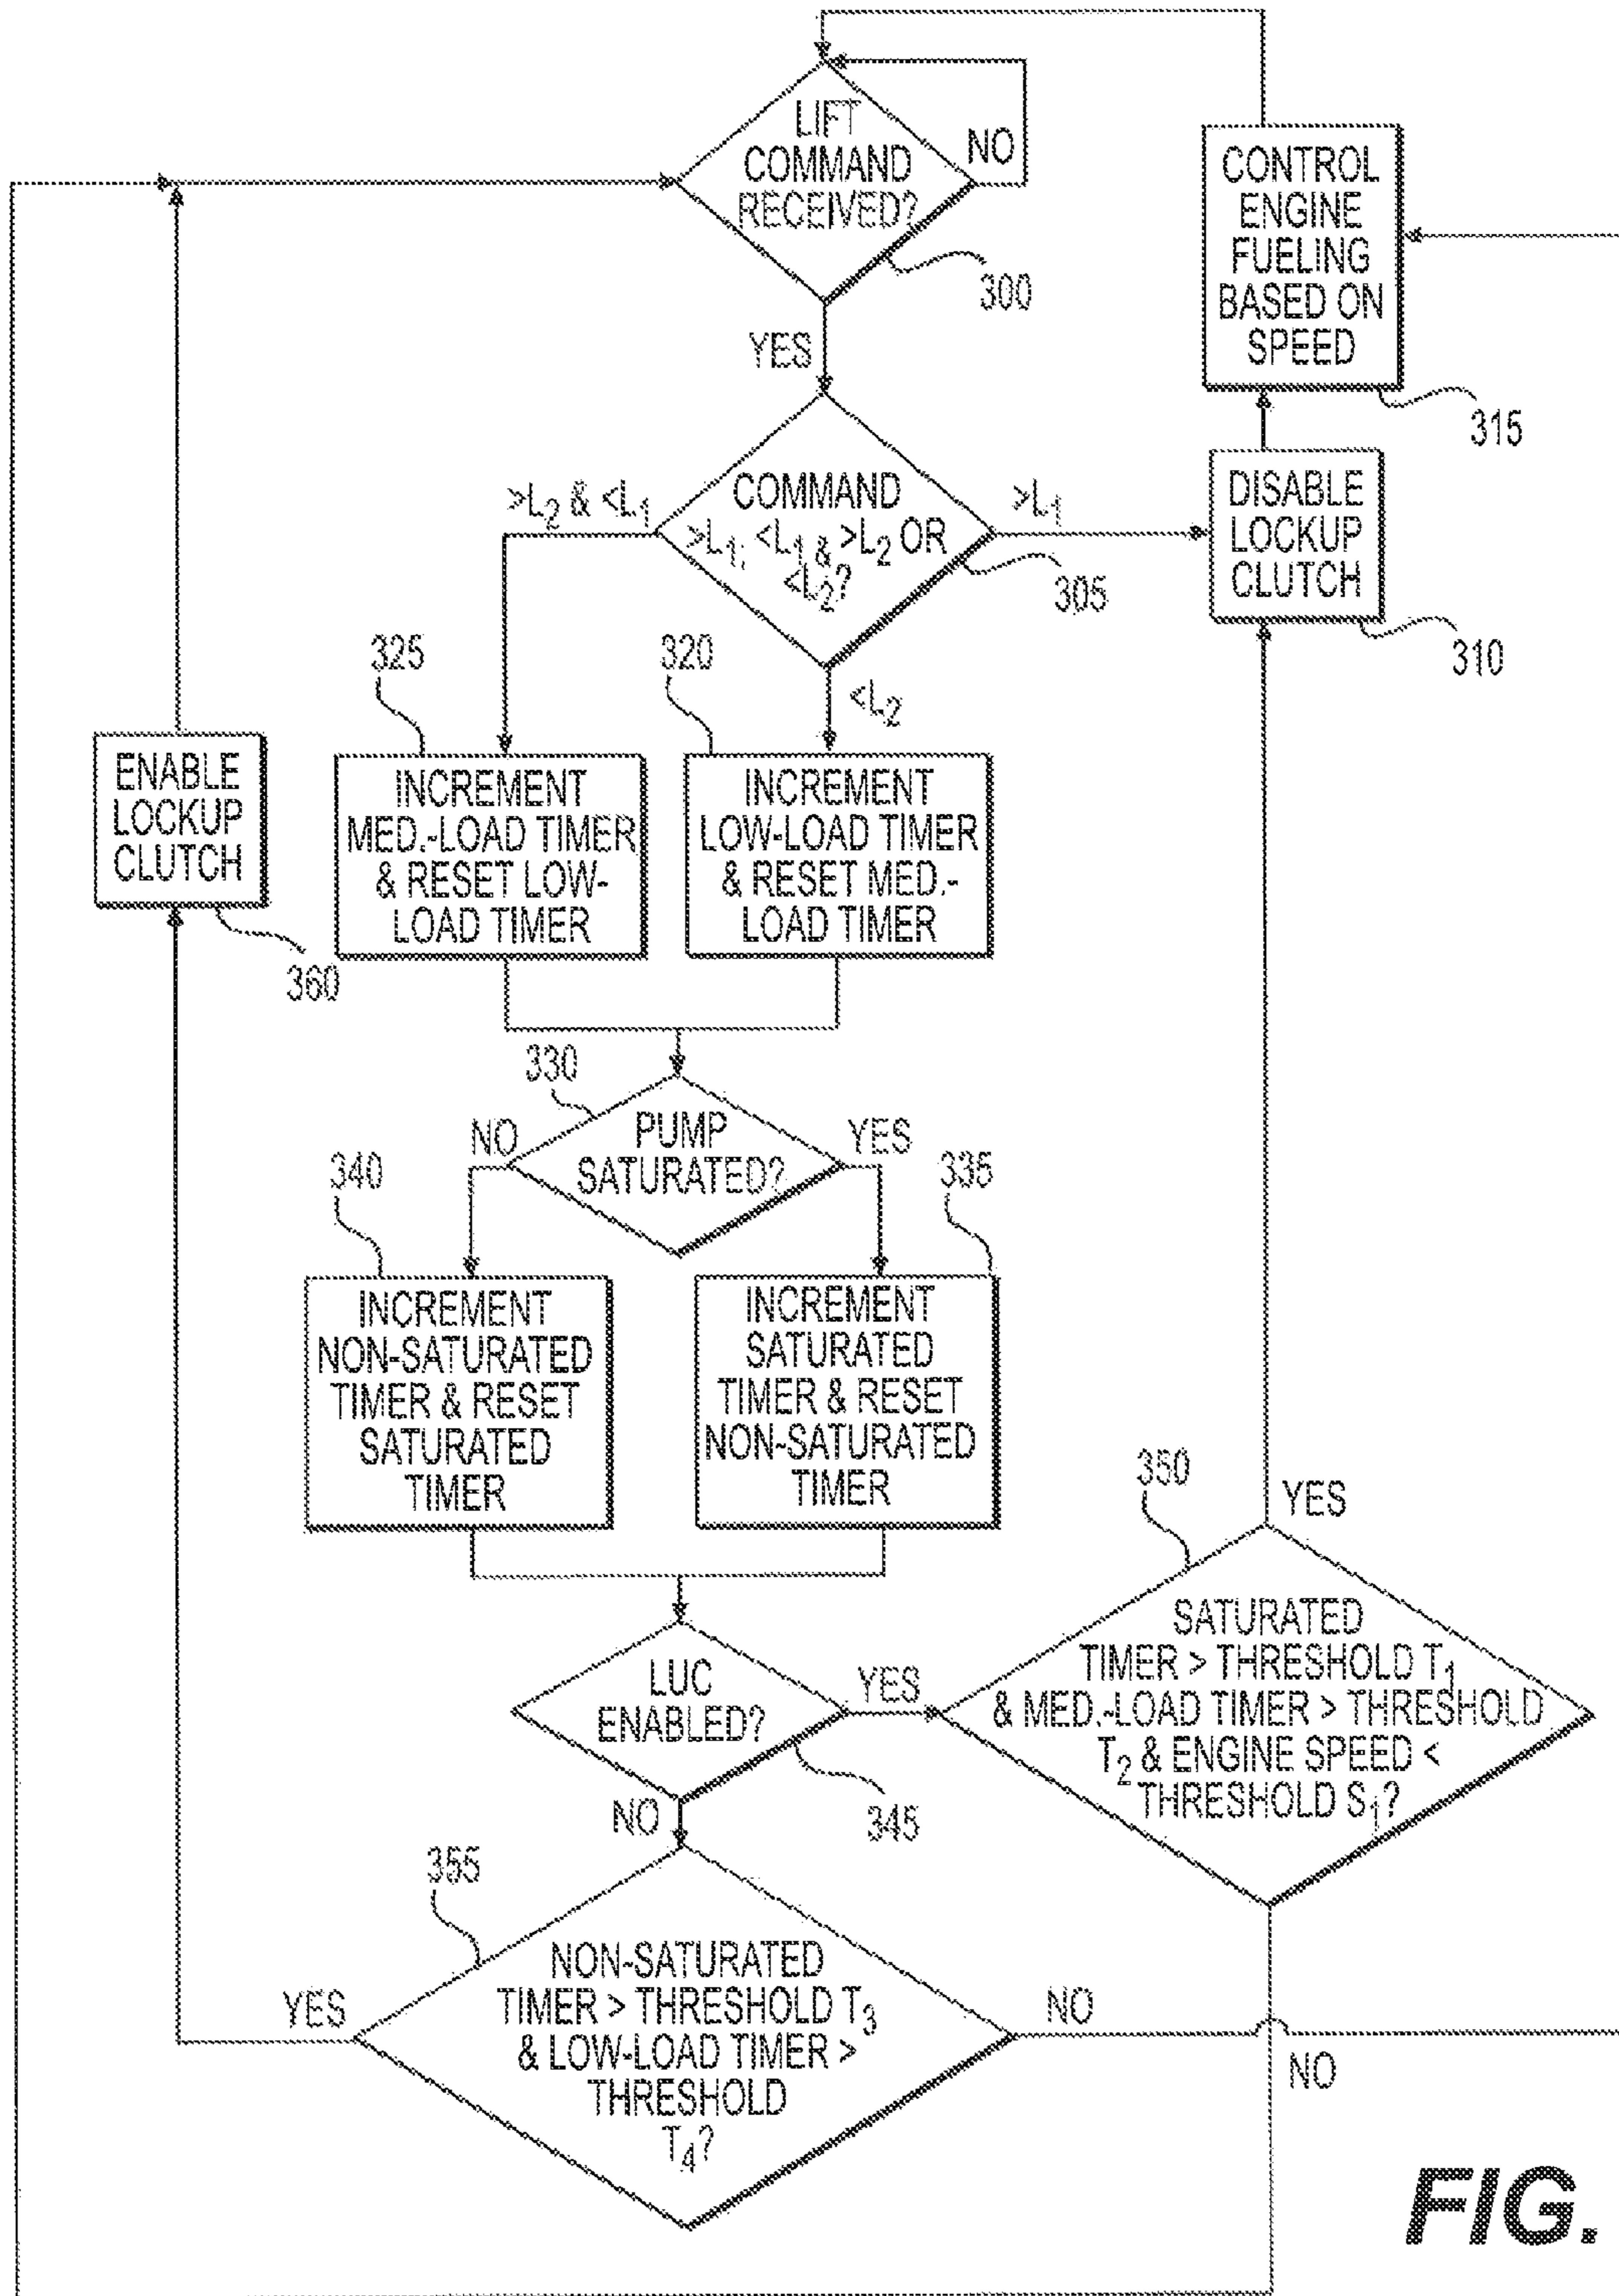 LIFT
COMMAND
RECEIVED?
NO
300
YES
CONTROL
ENGINE
FUELING
BASED ON
SPEED
315
COMMAND
>L1; <L1 & >L2 OR
<L2?
>L2 & <L1
>L1
305
<L2
DISABLE
LOCKUP
CLUTCH
310
325
320
ENABLE
LOCKUP
CLUTCH
360
INCREMENT
MED.-LOAD TIMER
& RESET LOW-
LOAD TIMER
INCREMENT
LOW-LOAD TIMER
& RESET MED.-
LOAD TIMER
330
NO
PUMP
SATURATED?
YES
340
335
INCREMENT
NON-SATURATED
TIMER & RESET
SATURATED
TIMER
INCREMENT
SATURATED
TIMER & RESET
NON-SATURATED
TIMER
350
YES
LUC
ENABLED?
YES
345
NO
SATURATED
TIMER > THRESHOLD T1
& MED.-LOAD TIMER > THRESHOLD
T2 & ENGINE SPEED <
THRESHOLD S1?
355
NON-SATURATED
TIMER > THRESHOLD T3
& LOW-LOAD TIMER >
THRESHOLD
T4?
YES
NO
NO
FIG.